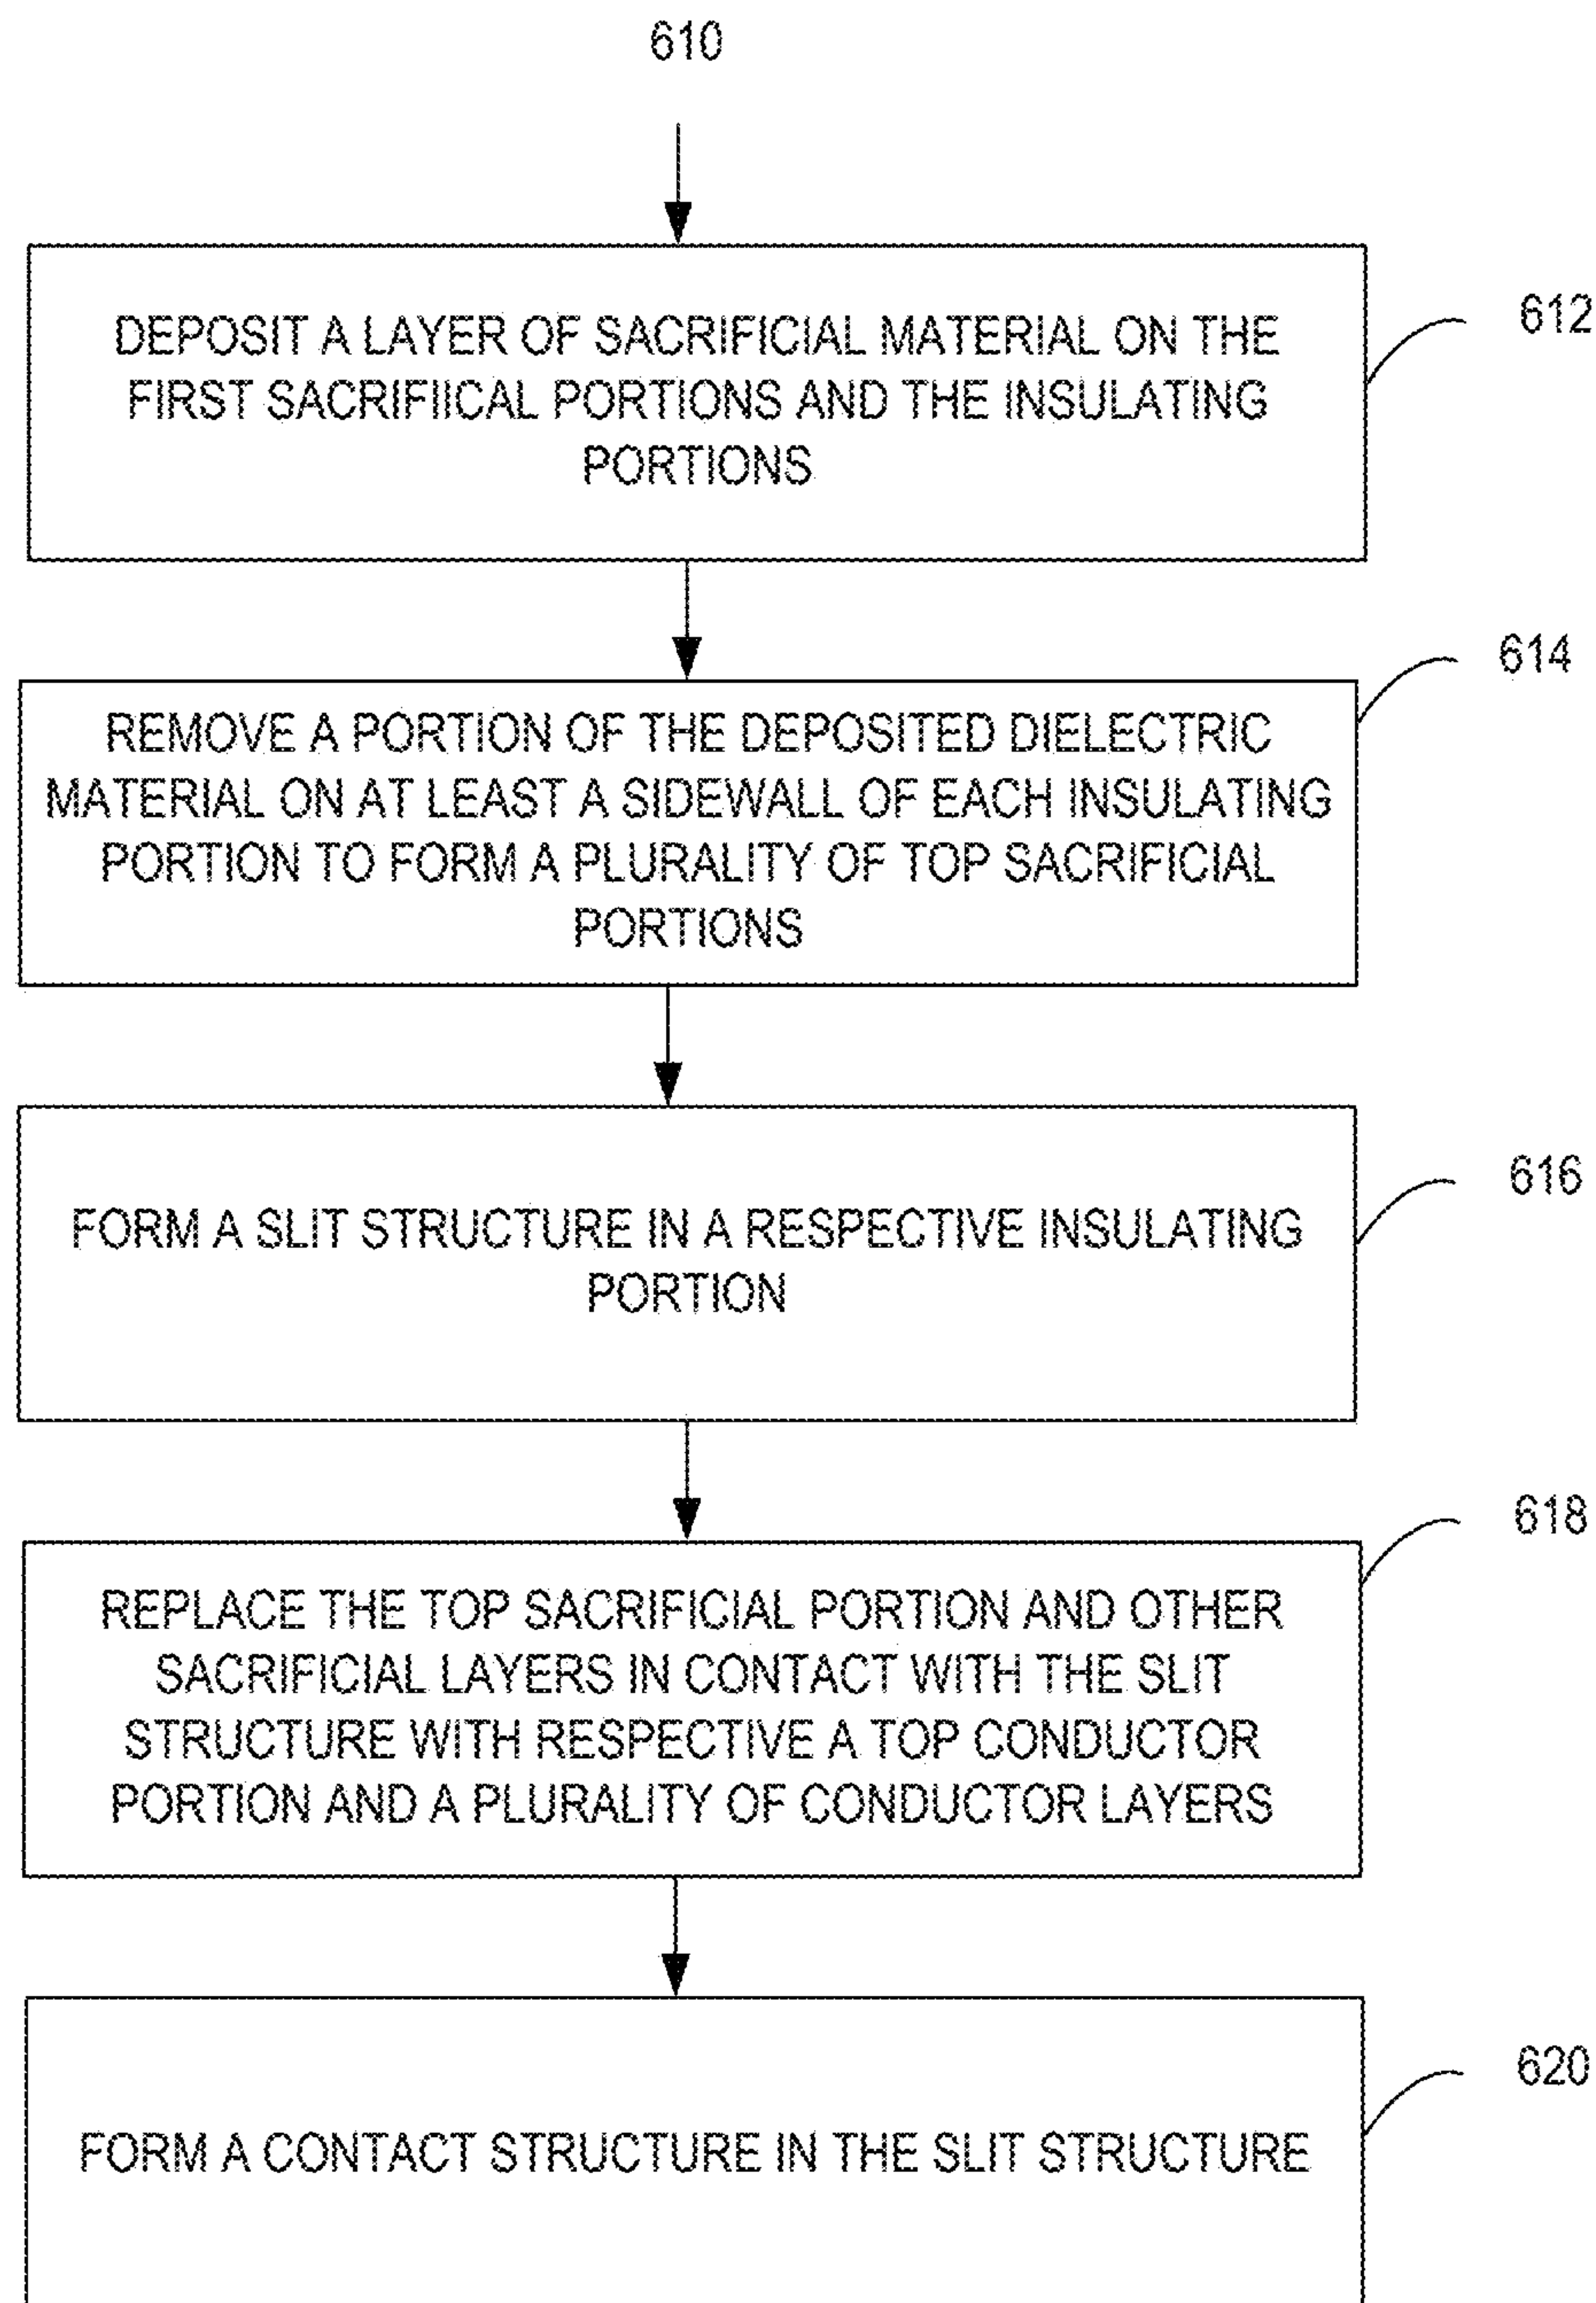 610
DEPOSIT A LAYER OF SACRIFICIAL MATERIAL ON THE
FIRST SACRIFIICAL PORTIONS AND THE INSULATING
PORTIONS
612
REMOVE A PORTION OF THE DEPOSITED DIELECTRIC
MATERIAL ON AT LEAST A SIDEWALL OF EACH INSULATING
PORTION TO FORM A PLURALITY OF TOP SACRIFICIAL
PORTIONS
614
FORM A SLIT STRUCTURE IN A RESPECTIVE INSULATING
PORTION
616
REPLACE THE TOP SACRIFICIAL PORTION AND OTHER
SACRIFICIAL LAYERS IN CONTACT WITH THE SLIT
STRUCTURE WITH RESPECTIVE A TOP CONDUCTOR
PORTION AND A PLURALITY OF CONDUCTOR LAYERS
618
FORM A CONTACT STRUCTURE IN THE SLIT STRUCTURE
620